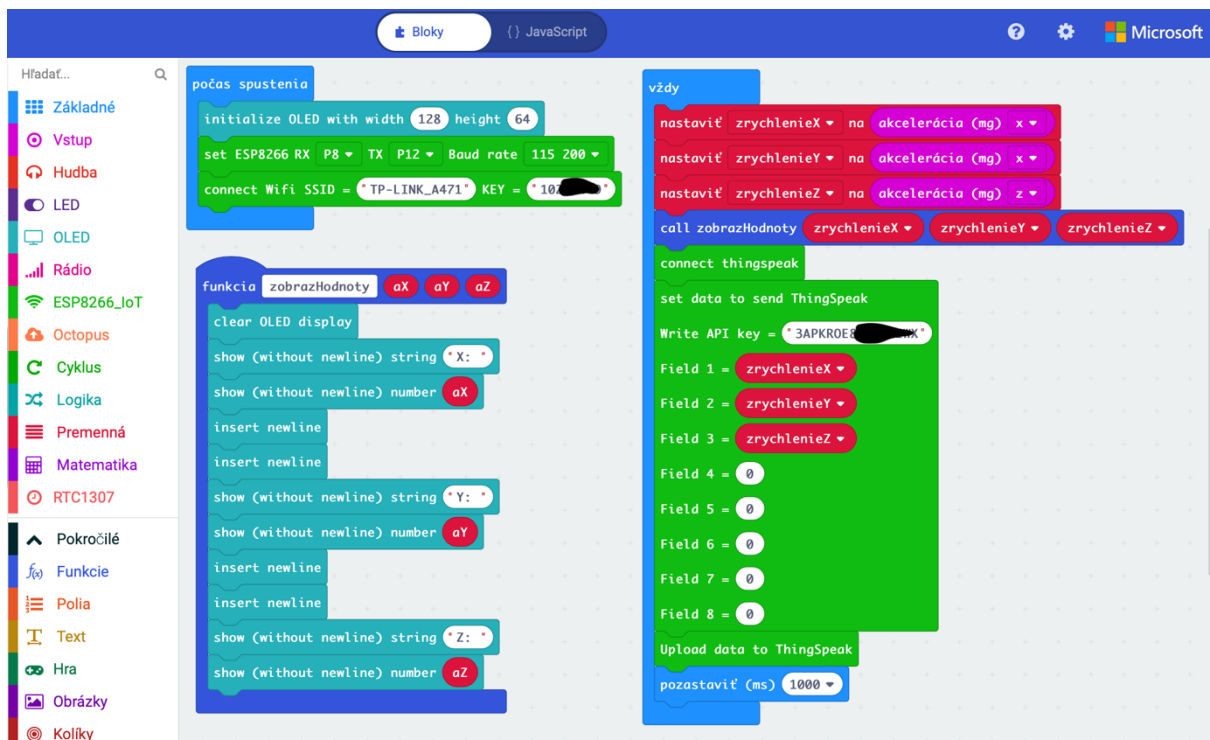 Bloky
{} JavaScript
Microsoft
Hľadať...
Základné
Vstup
Hudba
LED
OLED
Rádio
ESP8266_IoT
Octopus
Cyklus
Logika
Premenná
Matematika
RTC1307
Pokročilé
f(x) Funkcie
Polia
Text
Hra
Obrázky
Kolíky
počas spustenia
initialize OLED with width 128 height 64
set ESP8266 RX P8 TX P12 Baud rate 115 200
connect Wifi SSID = "TP-LINK_A471" KEY = "
funkcia zobrazHodnoty aX aY aZ
clear OLED display
show (without newline) string "X: "
show (without newline) number aX
insert newline
insert newline
show (without newline) string "Y: "
show (without newline) number aY
insert newline
insert newline
show (without newline) string "Z: "
show (without newline) number aZ
vždy
nastaviť zrychlenieX na akcelerácia (mg) x
nastaviť zrychlenieY na akcelerácia (mg) x
nastaviť zrychlenieZ na akcelerácia (mg) z
call zobrazHodnoty zrychlenieX zrychlenieY zrychlenieZ
connect thingspeak
set data to send ThingSpeak
Write API key = "
Field 1 = zrychlenieX
Field 2 = zrychlenieY
Field 3 = zrychlenieZ
Field 4 = 0
Field 5 = 0
Field 6 = 0
Field 7 = 0
Field 8 = 0
Upload data to ThingSpeak
pozastaviť (ms) 1000